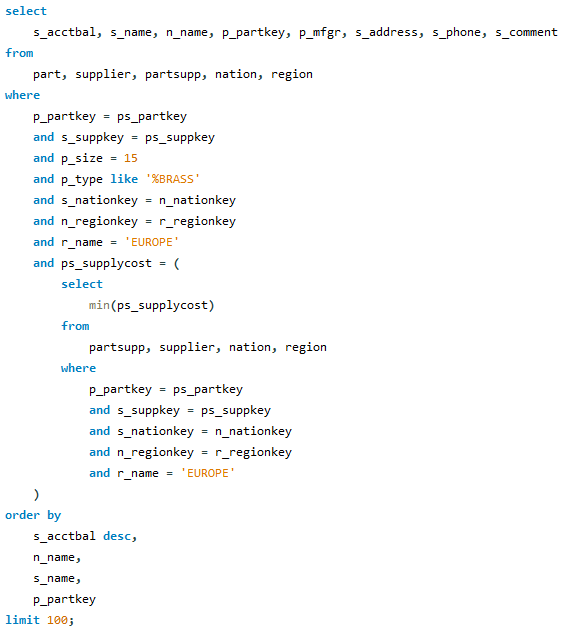 select
    s_acctbal, s_name, n_name, p_partkey, p_mfgr, s_address, s_phone, s_comment
from
    part, supplier, partsupp, nation, region
where
    p_partkey = ps_partkey
    and s_suppkey = ps_suppkey
    and p_size = 15
    and p_type like '%BRASS'
    and s_nationkey = n_nationkey
    and n_regionkey = r_regionkey
    and r_name = 'EUROPE'
    and ps_supplycost = (
        select
            min(ps_supplycost)
        from
            partsupp, supplier, nation, region
        where
            p_partkey = ps_partkey
            and s_suppkey = ps_suppkey
            and s_nationkey = n_nationkey
            and n_regionkey = r_regionkey
            and r_name = 'EUROPE'
    )
order by
    s_acctbal desc,
    n_name,
    s_name,
    p_partkey
limit 100;